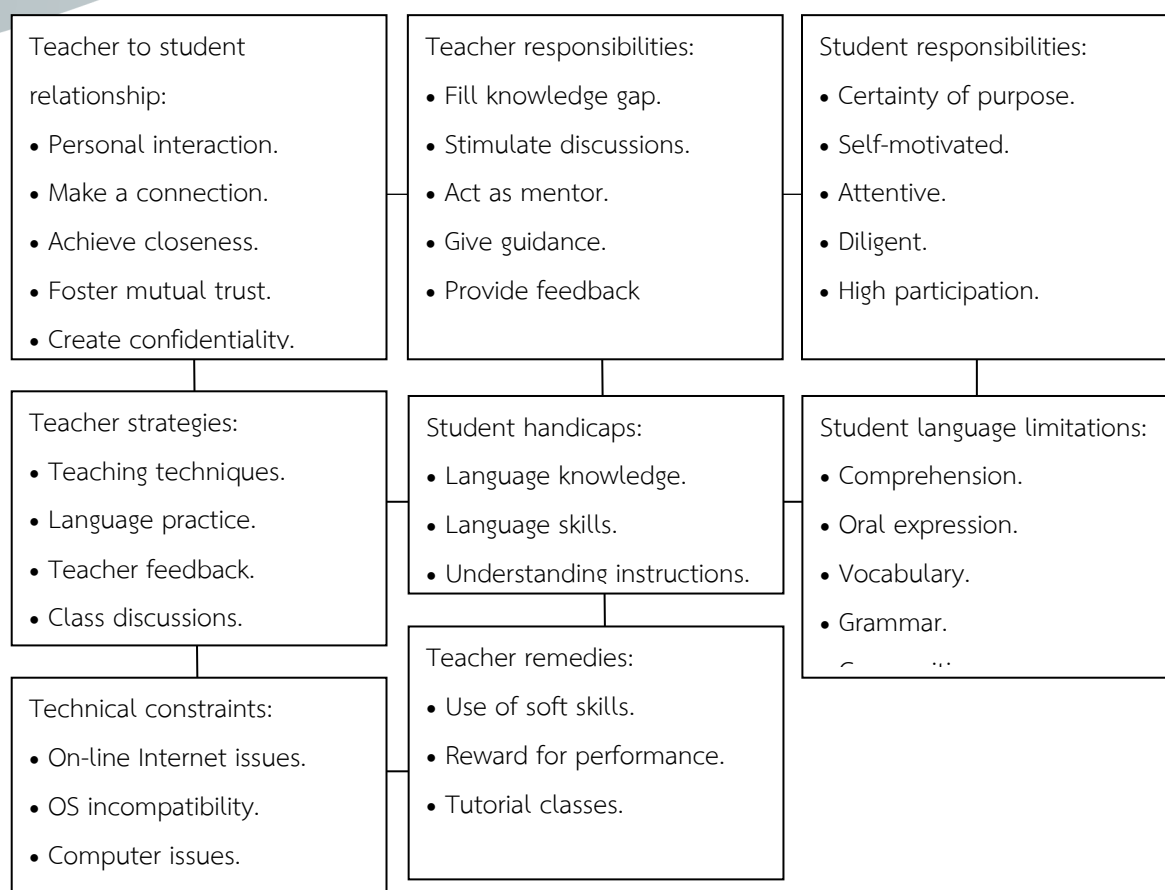 Teacher to student
relationship:
• Personal interaction.
• Make a connection.
• Achieve closeness.
• Foster mutual trust.
• Create confidentiality.
Teacher responsibilities:
• Fill knowledge gap.
• Stimulate discussions.
• Act as mentor.
• Give guidance.
• Provide feedback
Student responsibilities:
• Certainty of purpose.
• Self-motivated.
• Attentive.
• Diligent.
• High participation.
Teacher strategies:
• Teaching techniques.
• Language practice.
• Teacher feedback.
• Class discussions.
Student handicaps:
• Language knowledge.
• Language skills.
• Understanding instructions.
Student language limitations:
• Comprehension.
• Oral expression.
• Vocabulary.
• Grammar.
Technical constraints:
• On-line Internet issues.
• OS incompatibility.
• Computer issues.
Teacher remedies:
• Use of soft skills.
• Reward for performance.
• Tutorial classes.